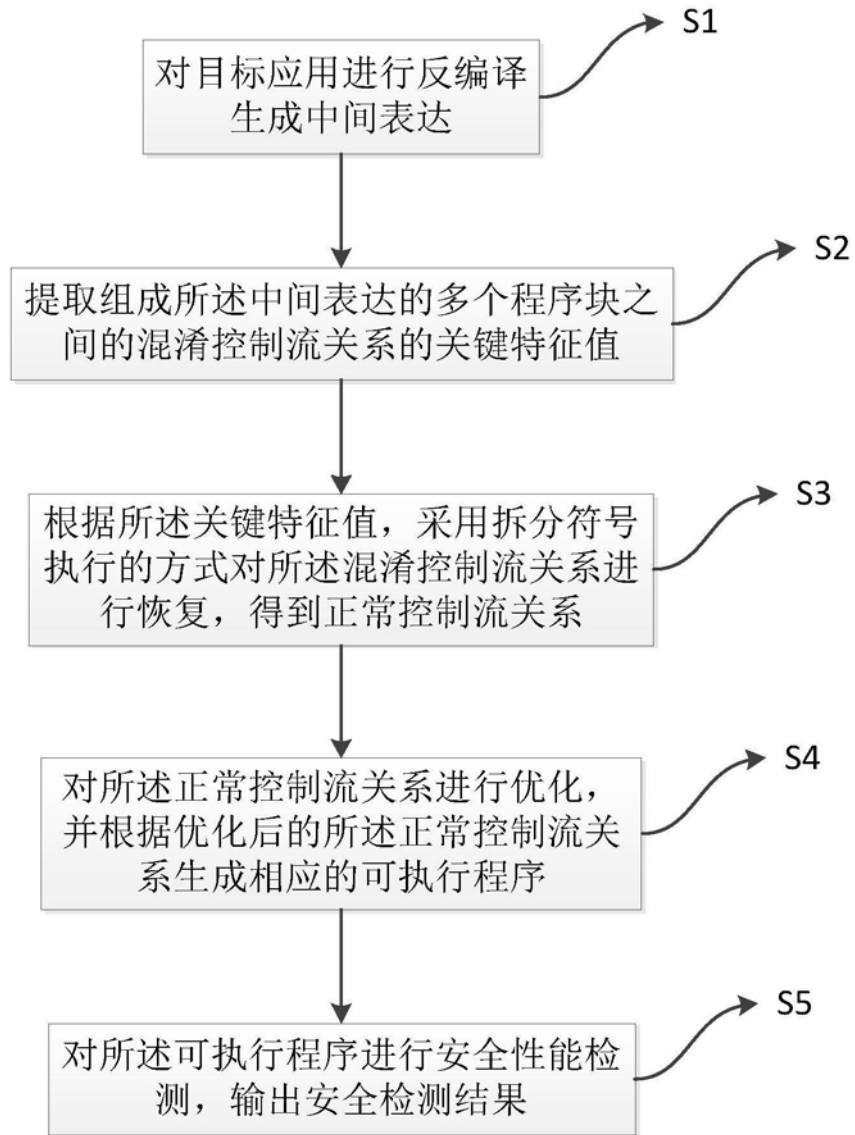 S1
对目标应用进行反编译
生成中间表达
S2
提取组成所述中间表达的多个程序块之
间的混淆控制流关系的关键特征值
S3
根据所述关键特征值，采用拆分符号
执行的方式对所述混淆控制流关系进
行恢复，得到正常控制流关系
S4
对所述正常控制流关系进行优化，
并根据优化后的所述正常控制流关
系生成相应的可执行程序
S5
对所述可执行程序进行安全性能检
测，输出安全检测结果